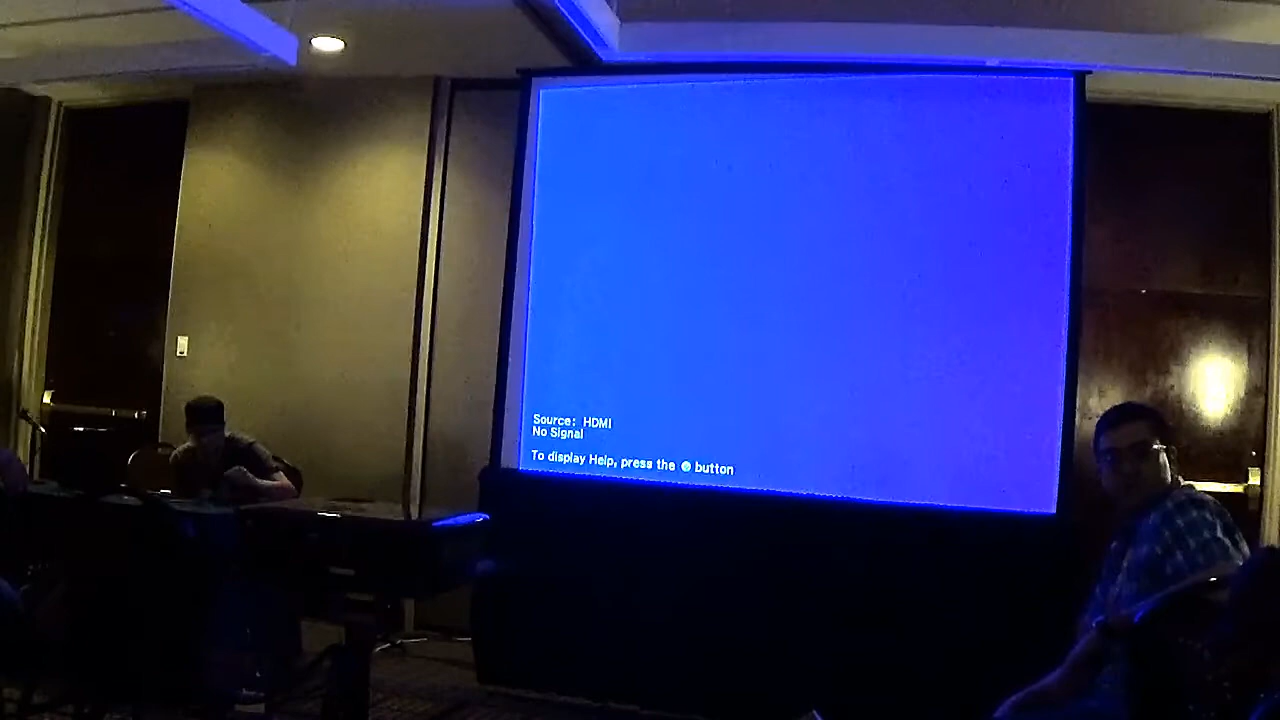 Source: HDMI
No Signal
To display Help, press the button